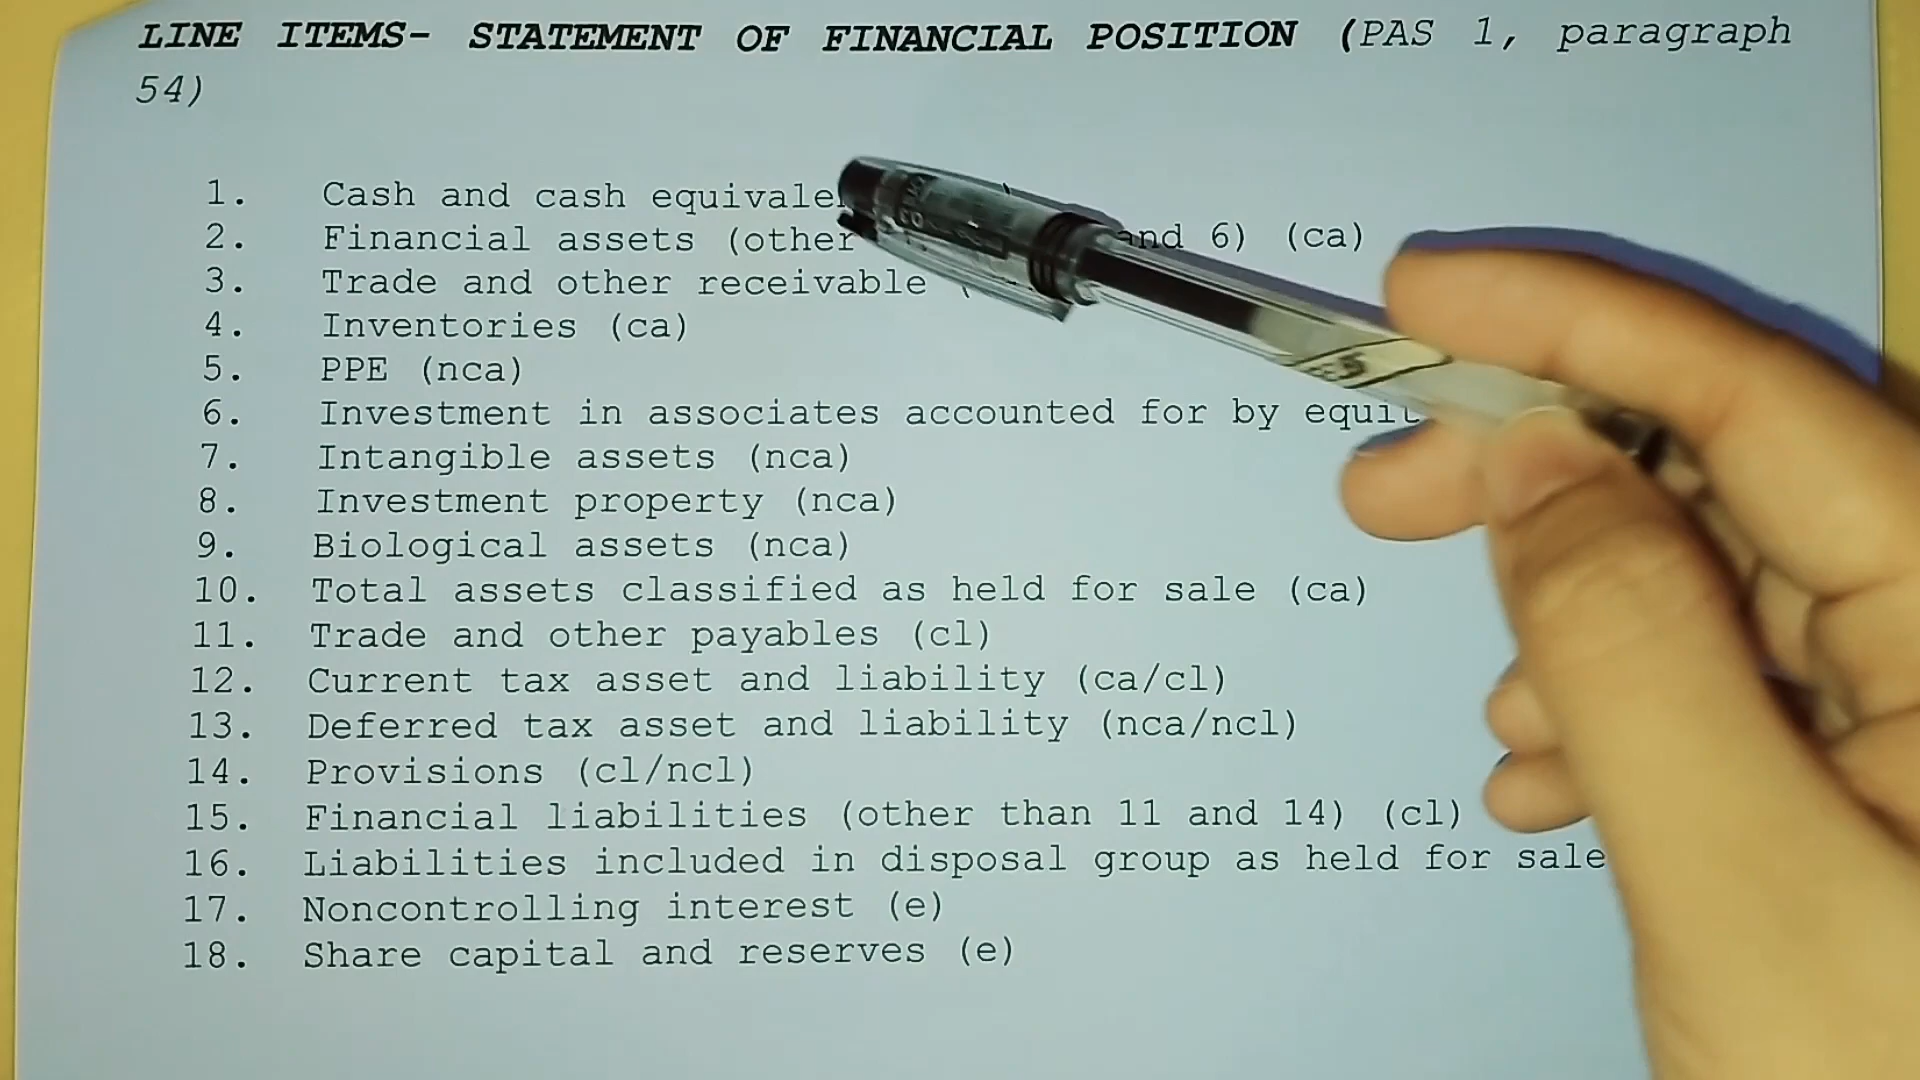 LINE ITEMS- STATEMENT OF FINANCIAL POSITION (PAS 1, paragraph
54)
1. Cash and cash
2. Financial assets (other and 6) (ca)
3. Trade and other receivable
4. Inventories (ca)
5. PPE (nca)
6. Investment in associates accounted for by
7. Intangible assets (nca)
8. Investment property (nca)
9. Biological assets (nca)
10. Total assets classified as held for sale (ca)
11. Trade and other payables (cl)
12. Current tax asset and liability (ca/cl)
13. Deferred tax asset and liability (nca/ncl)
14. Provisions (cl/ncl)
15. Financial liabilities (other than 11 and 14) (cl)
16. Liabilities included in disposal group as held for sale
17. Noncontrolling interest (e)
18. Share capital and reserves (e)